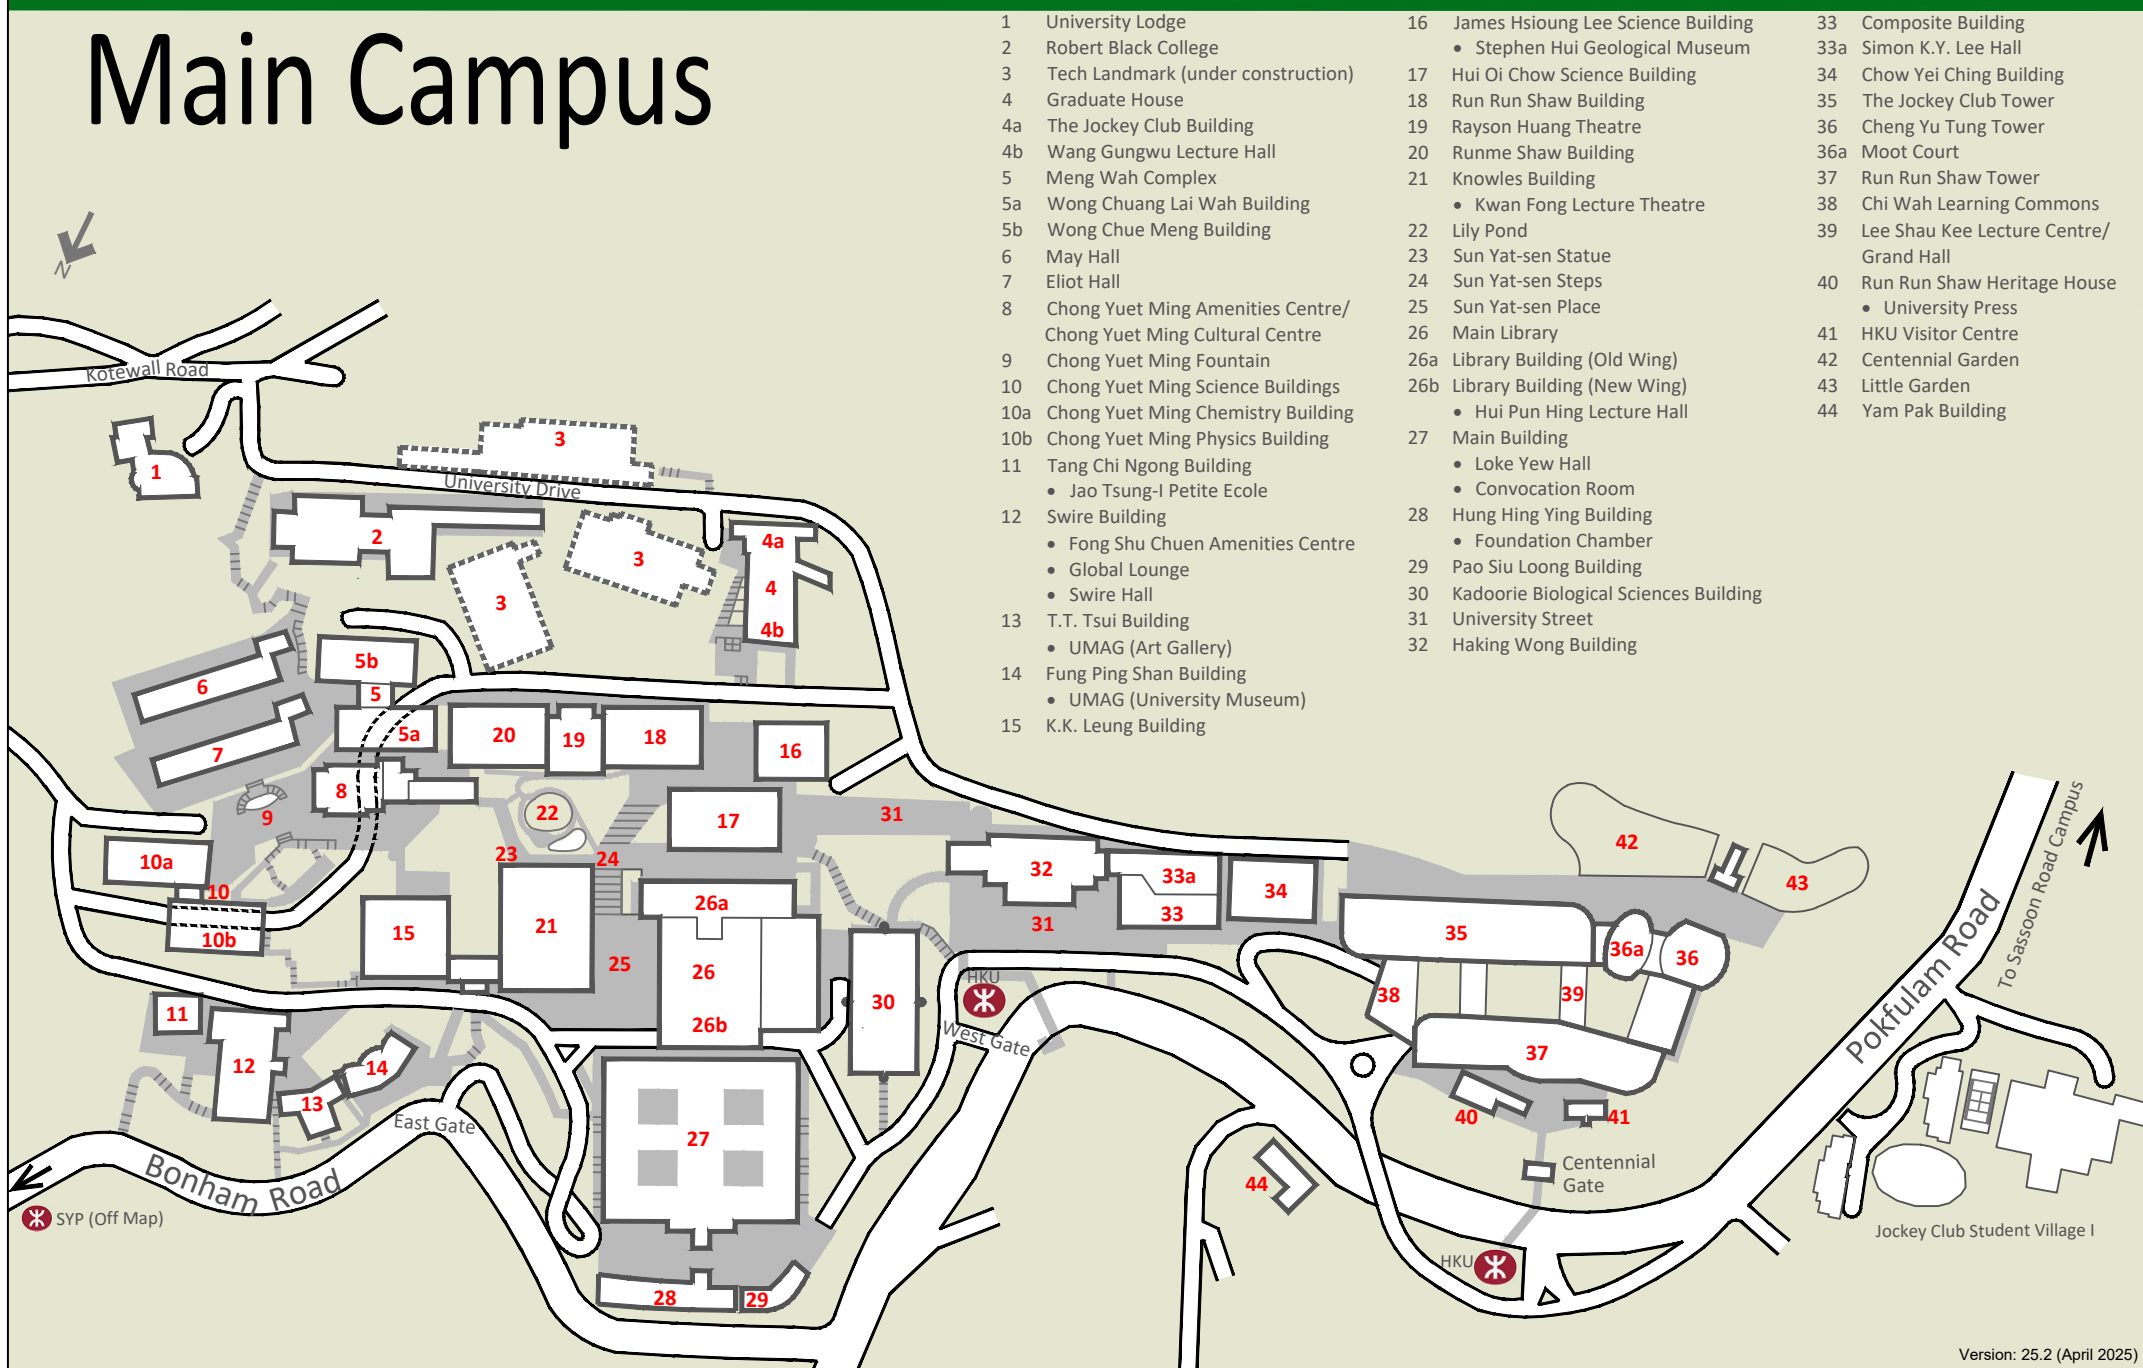 Main Campus
1 University Lodge
2 Robert Black College
3 Tech Landmark (under construction)
4 Graduate House
4a The Jockey Club Building
4b Wang Gungwu Lecture Hall
5 Meng Wah Complex
5a Wong Chuang Lai Wah Building
5b Wong Chue Meng Building
6 May Hall
7 Eliot Hall
8 Chong Yuet Ming Amenities Centre/
Chong Yuet Ming Cultural Centre
9 Chong Yuet Ming Fountain
10 Chong Yuet Ming Science Buildings
10a Chong Yuet Ming Chemistry Building
10b Chong Yuet Ming Physics Building
11 Tang Chi Ngong Building
• Jao Tsung-I Petite Ecole
12 Swire Building
• Fong Shu Chuen Amenities Centre
• Global Lounge
• Swire Hall
13 T.T. Tsui Building
• UMAG (Art Gallery)
14 Fung Ping Shan Building
• UMAG (University Museum)
15 K.K. Leung Building
16 James Hsioung Lee Science Building
• Stephen Hui Geological Museum
17 Hui Oi Chow Science Building
18 Run Run Shaw Building
19 Rayson Huang Theatre
20 Runme Shaw Building
21 Knowles Building
• Kwan Fong Lecture Theatre
22 Lily Pond
23 Sun Yat-sen Statue
24 Sun Yat-sen Steps
25 Sun Yat-sen Place
26 Main Library
26a Library Building (Old Wing)
26b Library Building (New Wing)
• Hui Pun Hing Lecture Hall
27 Main Building
• Loke Yew Hall
• Convocation Room
28 Hung Hing Ying Building
• Foundation Chamber
29 Pao Siu Loong Building
30 Kadoorie Biological Sciences Building
31 University Street
32 Haking Wong Building
33 Composite Building
33a Simon K.Y. Lee Hall
34 Chow Yei Ching Building
35 The Jockey Club Tower
36 Cheng Yu Tung Tower
36a Moot Court
37 Run Run Shaw Tower
38 Chi Wah Learning Commons
39 Lee Shau Kee Lecture Centre/
Grand Hall
40 Run Run Shaw Heritage House
• University Press
41 HKU Visitor Centre
42 Centennial Garden
43 Little Garden
44 Yam Pak Building
N
Kotewall Road
University Drive
1
3
2
3
3
4a
4
4b
5b
5
5a
6
7
8
9
20
19
18
16
22
17
31
23
24
10a
10
10b
15
21
25
26a
26
26b
32
33a
33
34
31
30
35
36a
36
38
39
37
42
43
40
41
44
11
12
13
14
27
28
29
HKU
West Gate
East Gate
Bonham Road
SYP (Off Map)
Pokfulam Road
To Sassoon Road Campus
Centennial
Gate
HKU
Jockey Club Student Village I
Version: 25.2 (April 2025)